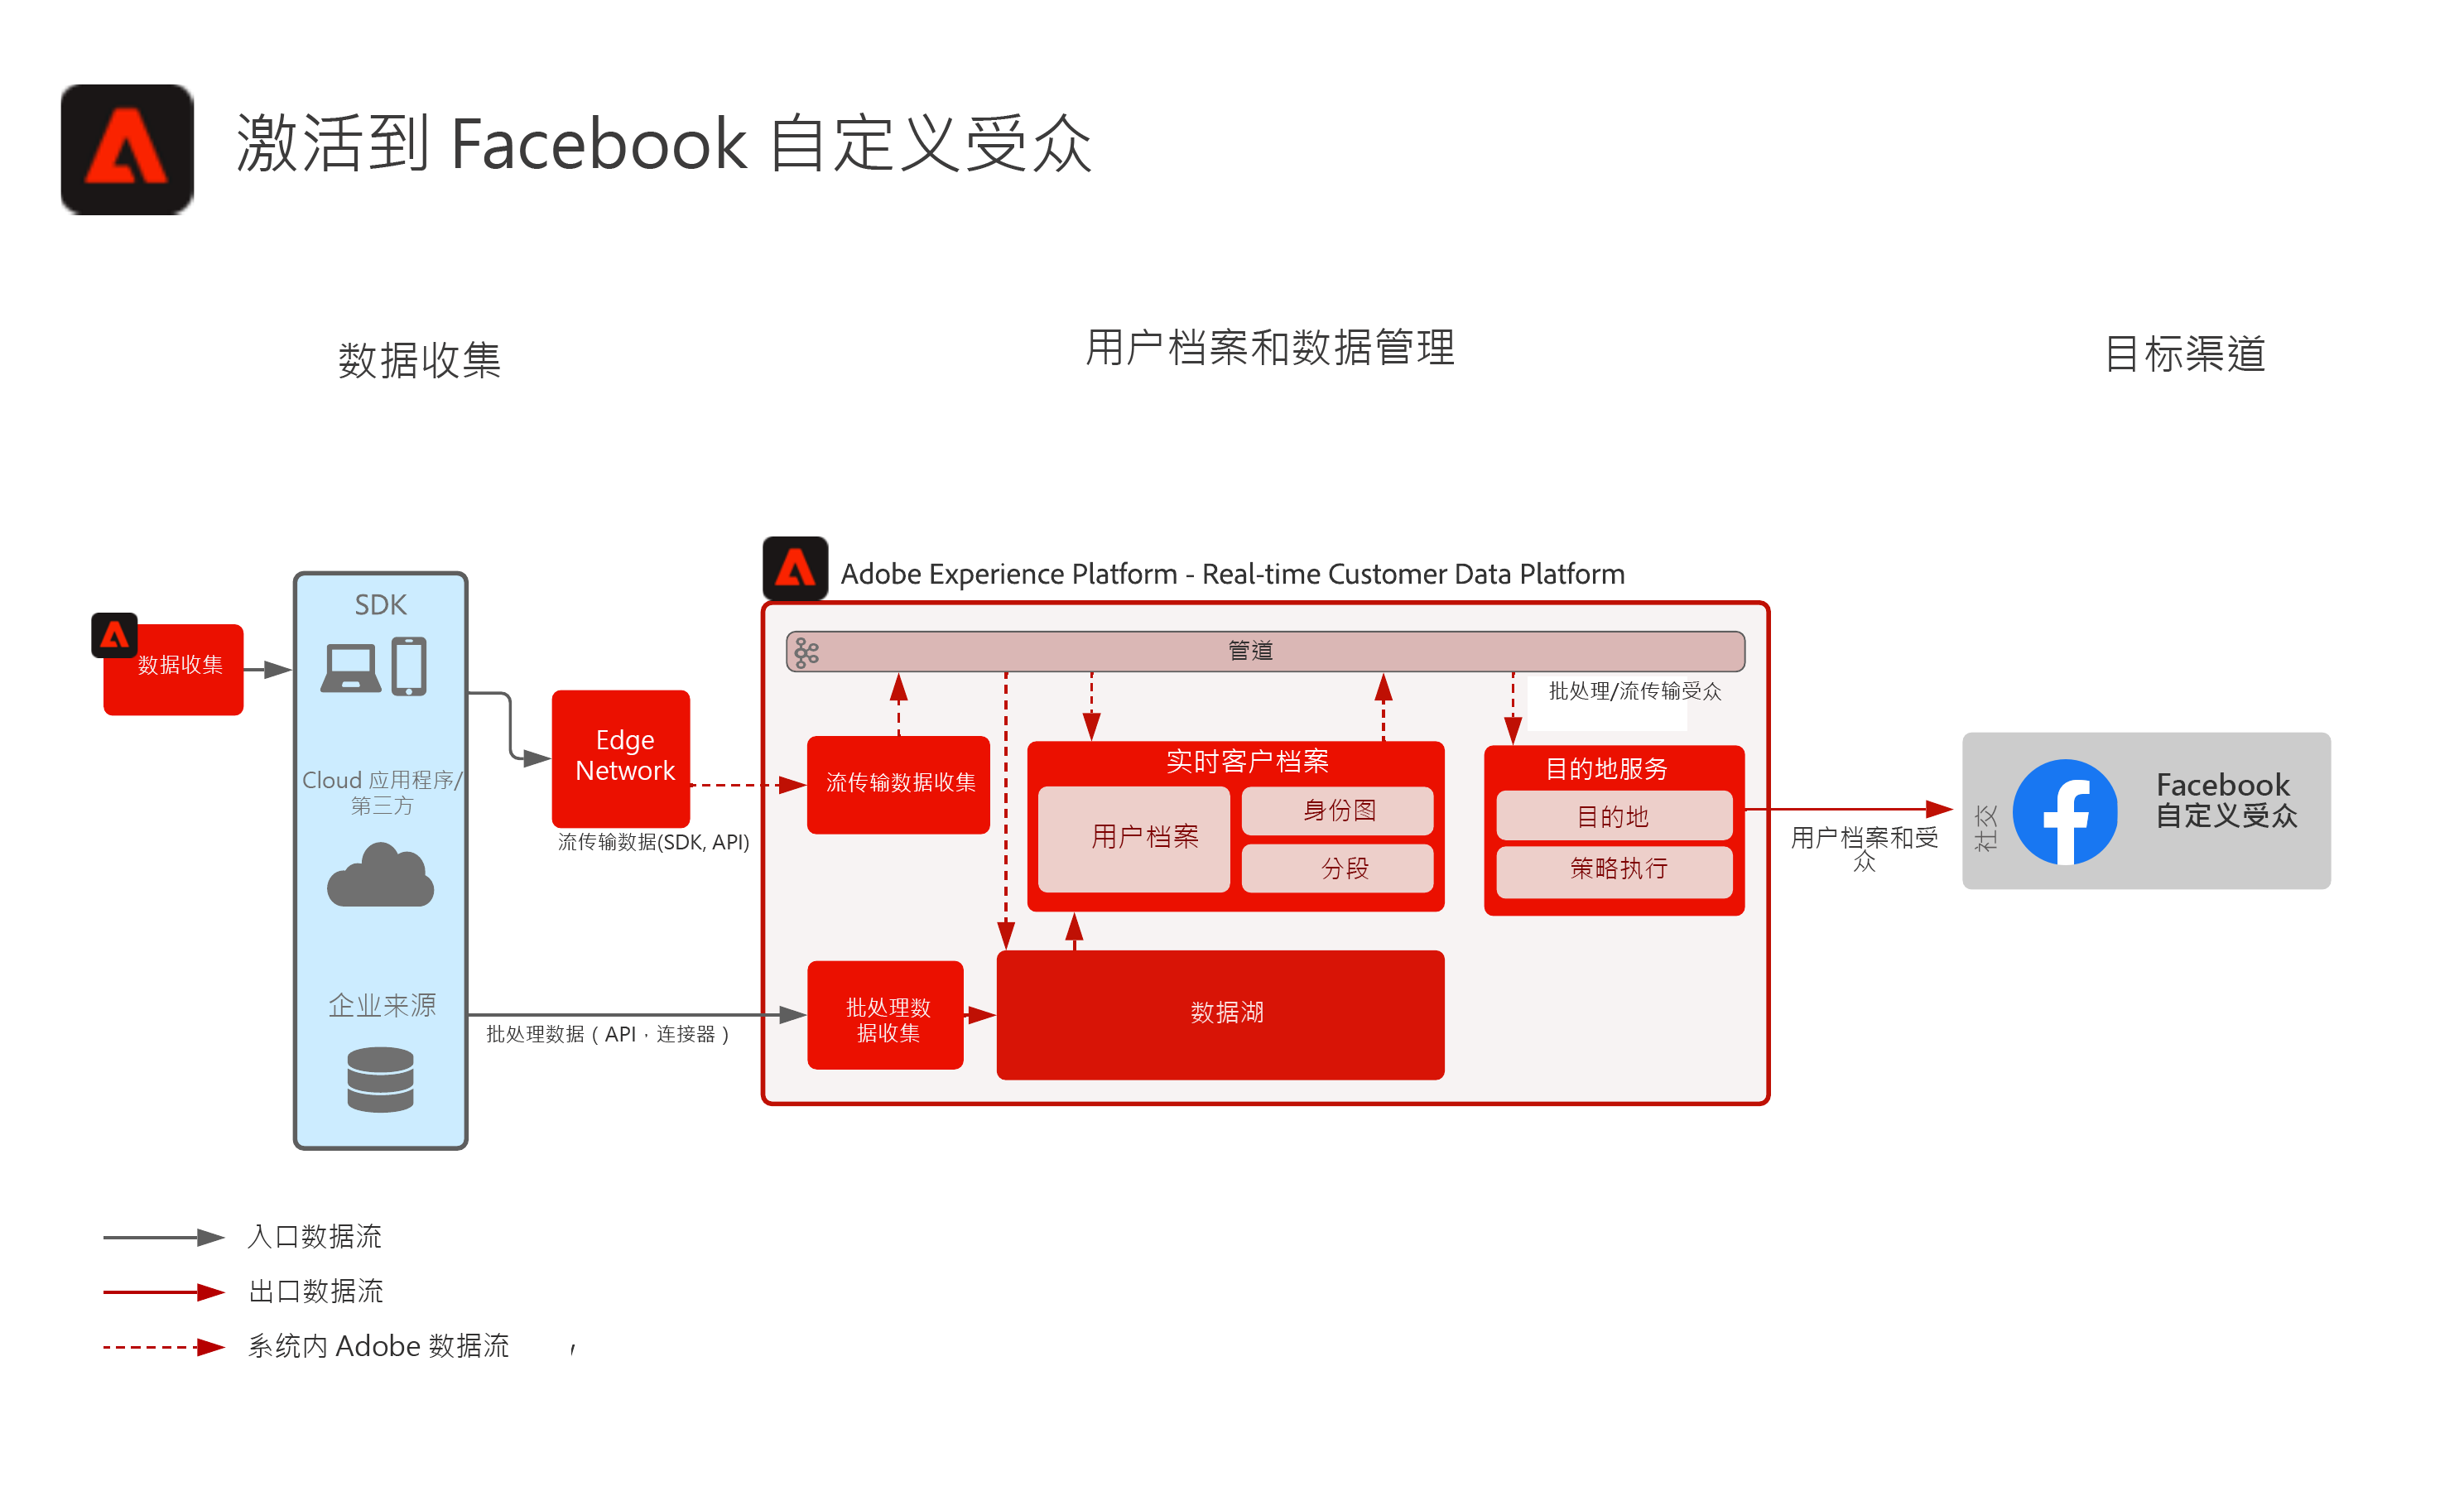 激活到 Facebook 自定义受众
数据收集
用户档案和数据管理
目标渠道
Adobe Experience Platform - Real-time Customer Data Platform
SDK
数据收集
管道
批处理/流传输受众
Edge
Network
流传输数据收集
实时客户档案
目的地服务
Cloud 应用程序/
第三方
用户档案
身份图
分段
目的地
策略执行
流传输数据(SDK, API)
用户档案和受
众
社交
Facebook
自定义受众
企业来源
批处理数据（API，连接器）
批处理数
据收集
数据湖
入口数据流
出口数据流
系统内 Adobe 数据流